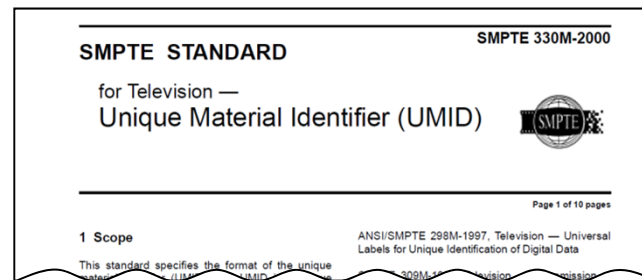 SMPTE STANDARD
SMPTE 330M-2000
for Television —
Unique Material Identifier (UMID)
SMPTE
Page 1 of 10 pages
1 Scope
This standard specifies the format of the unique
ANSI/SMPTE 298M-1997, Television — Universal
Labels for Unique Identification of Digital Data